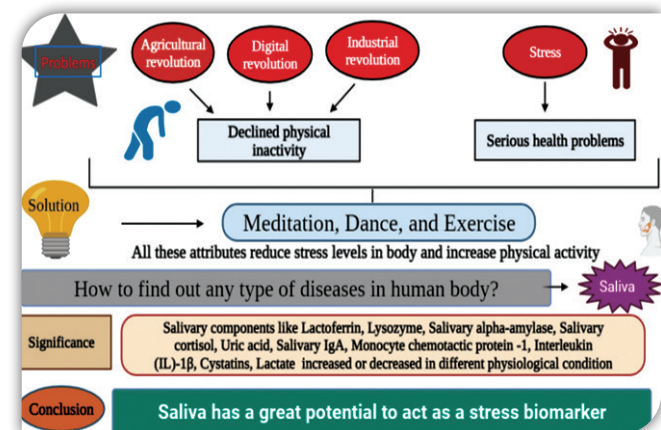 Problems
Agricultural
revolution
Digital
revolution
Industrial
revolution
Stress
Declined physical
inactivity
Serious health problems
Solution
Meditation, Dance, and Exercise
All these attributes reduce stress levels in body and increase physical activity
How to find out any type of diseases in human body?
Saliva
Significance
Salivary components like Lactoferrin, Lysozyme, Salivary alpha-amylase, Salivary
cortisol, Uric acid, Salivary IgA, Monocyte chemotactic protein -1, Interleukin
(IL)-1β, Cystatins, Lactate increased or decreased in different physiological condition
Conclusion
Saliva has a great potential to act as a stress biomarker